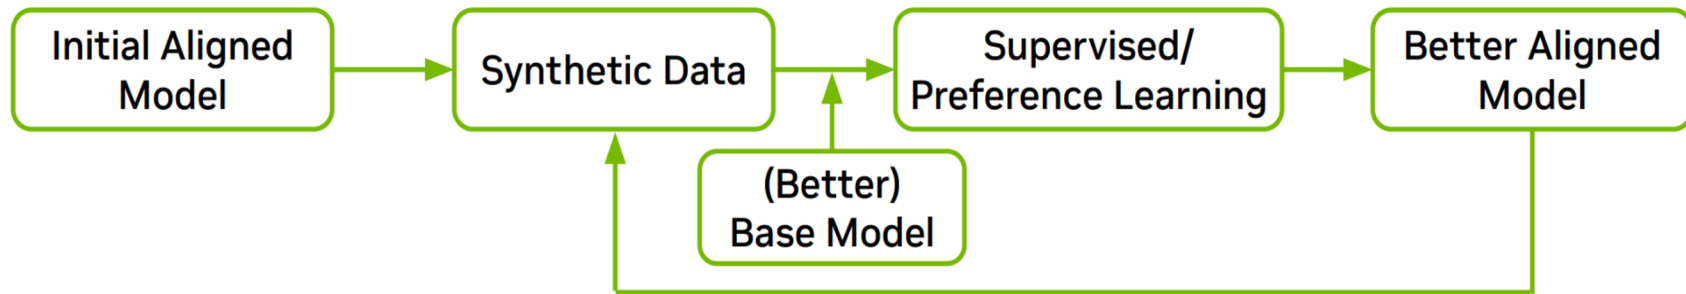 Initial Aligned
Model
Synthetic Data
Supervised/
Preference Learning
Better Aligned
Model
(Better)
Base Model